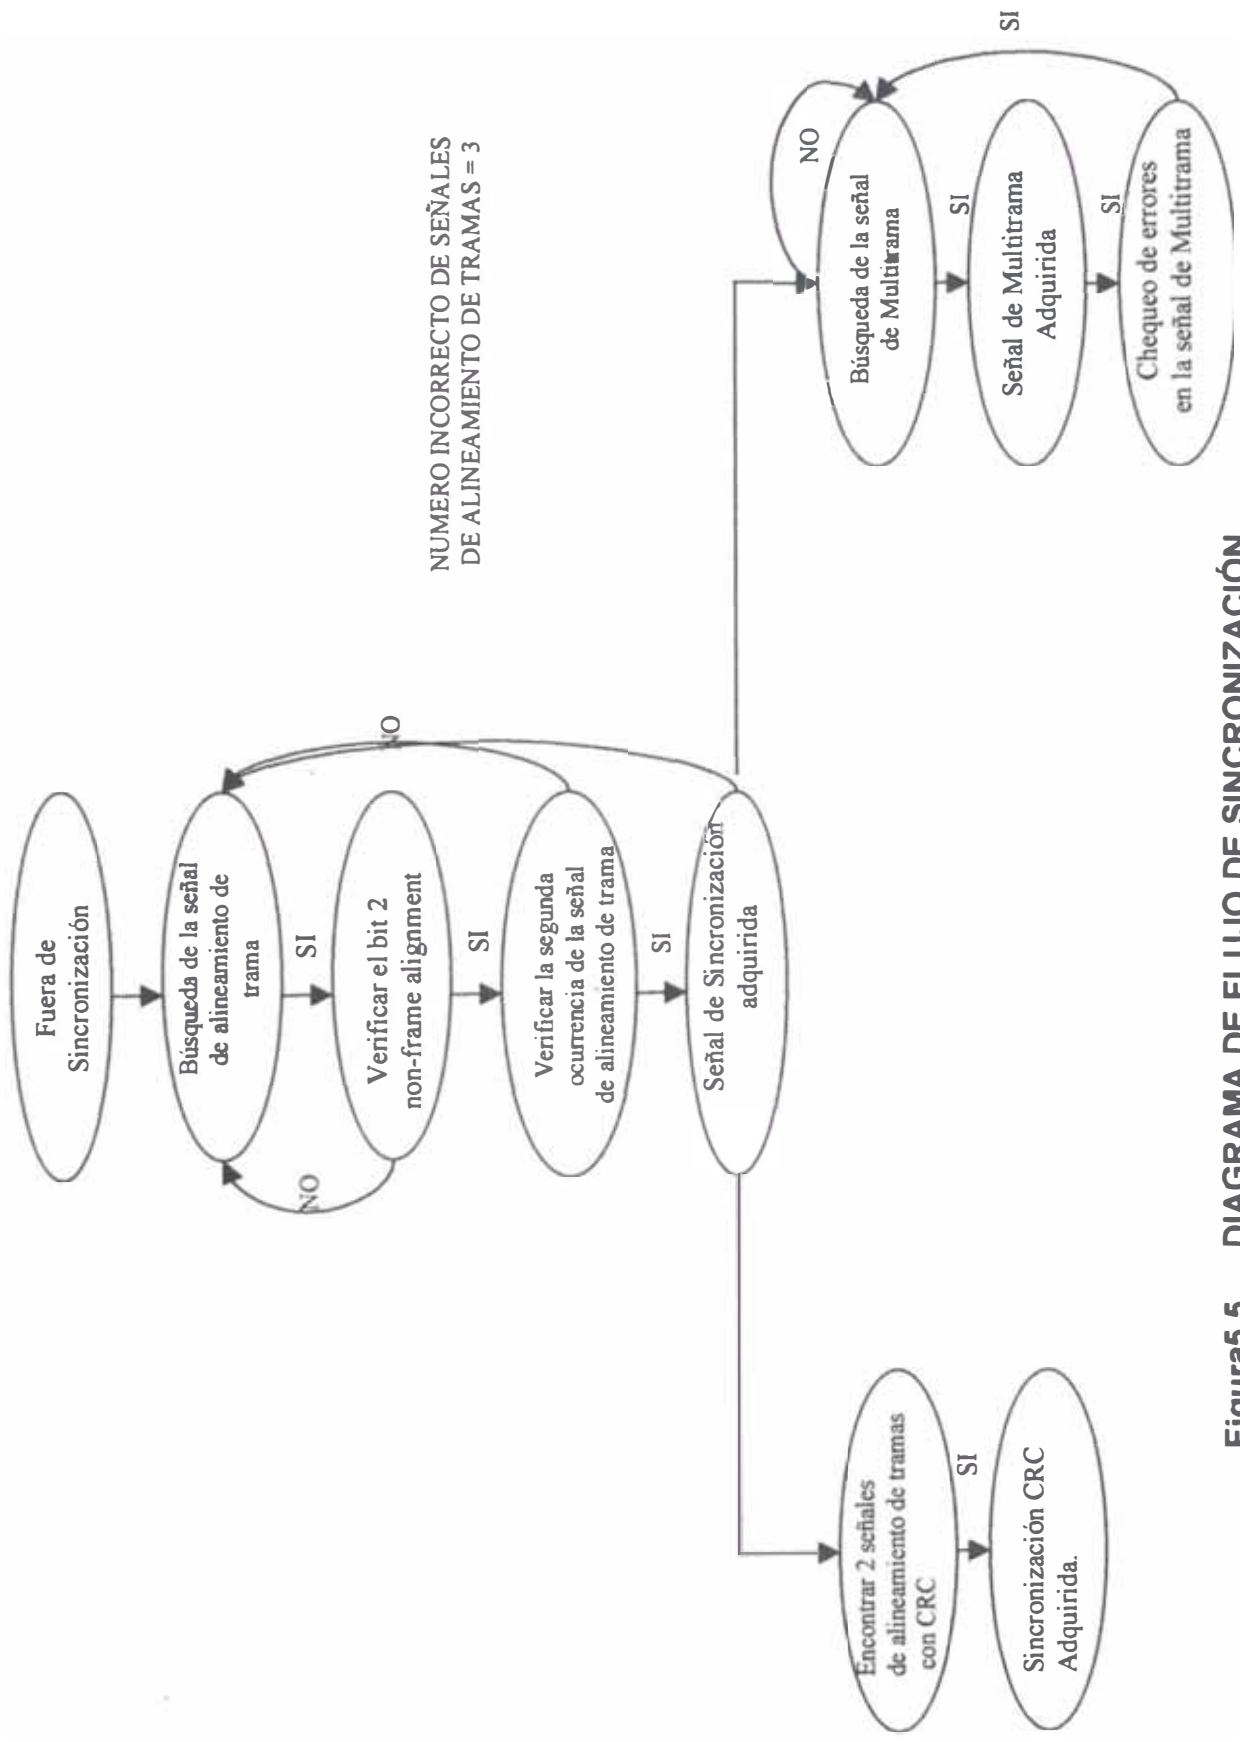 Fuera de
Sincronización
Búsqueda de la señal
de alineamiento de
trama
SI
NO
Verificar el bit 2
non-frame alignment
SI
NO
Verificar la segunda
ocurrencia de la señal
de alineamiento de trama
SI
Señal de Sincronización
adquirida
NUMERO INCORRECTO DE SEÑALES
DE ALINEAMIENTO DE TRAMAS = 3
Encontrar 2 señales
de alineamiento de tramas
con CRC
SI
Sincronización CRC
Adquirida.
Búsqueda de la señal
de Multitrama
NO
SI
Señal de Multitrama
Adquirida
SI
Chequeo de errores
en la señal de Multitrama
SI
Figura5.5 DIAGRAMA DE FLUJO DE SINCRONIZACIÓN